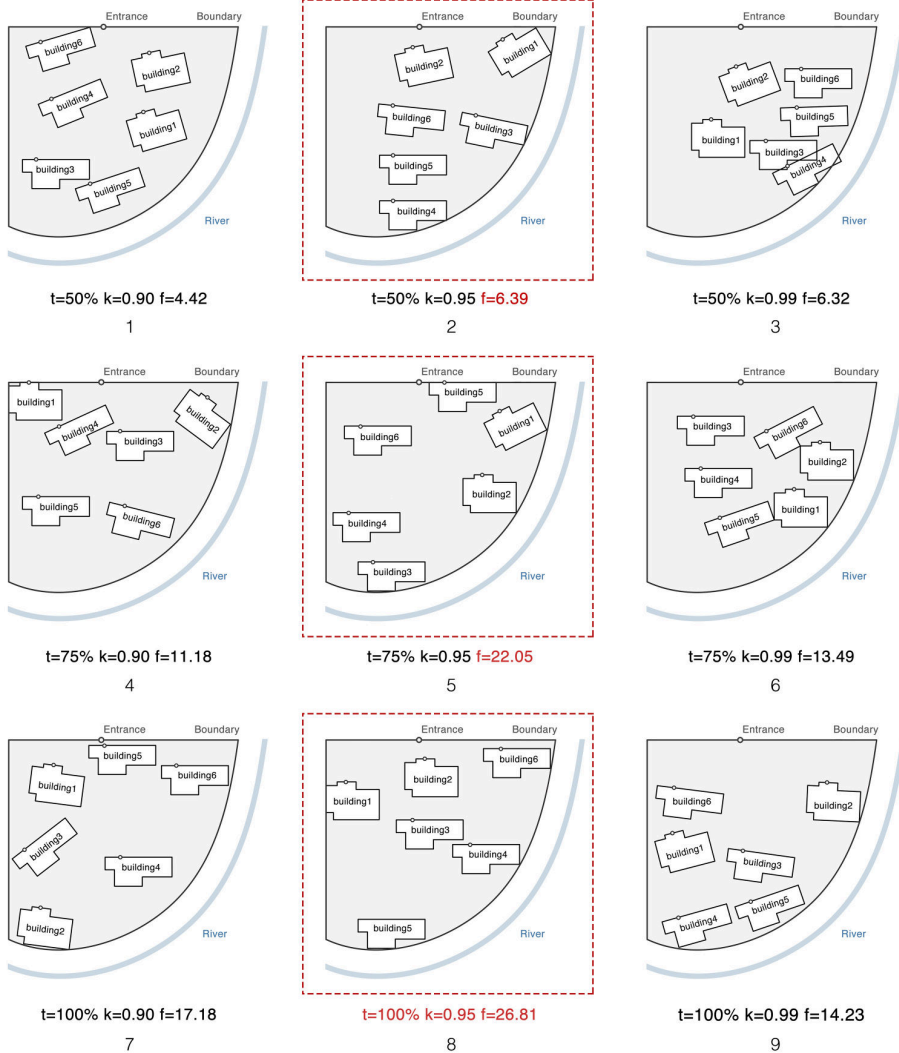 Entrance Boundary
building6
building2
building4
building1
building3
building5
River
t=50% k=0.90 f=4.42
1
Entrance Boundary
building1
building2
building6
building3
building5
building4
River
t=50% k=0.95 f=6.39
2
Entrance Boundary
building2
building6
building5
building1
building3
building4
River
t=50% k=0.99 f=6.32
3
Entrance Boundary
building1
building2
building4
building3
building5
building6
River
t=75% k=0.90 f=11.18
4
Entrance Boundary
building5
building1
building6
building2
building4
building3
River
t=75% k=0.95 f=22.05
5
Entrance Boundary
building3
building6
building2
building4
building1
building5
River
t=75% k=0.99 f=13.49
6
Entrance Boundary
building5
building6
building1
building3
building4
building2
River
t=100% k=0.90 f=17.18
7
Entrance Boundary
building6
building2
building1
building3
building4
building5
River
t=100% k=0.95 f=26.81
8
Entrance Boundary
building6
building2
building1
building3
building5
building4
River
t=100% k=0.99 f=14.23
9